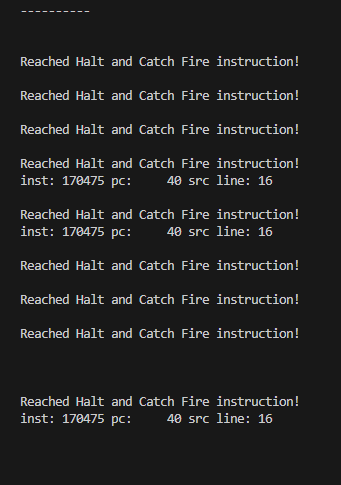 ----------
Reached Halt and Catch Fire instruction!
Reached Halt and Catch Fire instruction!
Reached Halt and Catch Fire instruction!
Reached Halt and Catch Fire instruction!
inst: 170475 pc:     40 src line: 16
Reached Halt and Catch Fire instruction!
inst: 170475 pc:     40 src line: 16
Reached Halt and Catch Fire instruction!
Reached Halt and Catch Fire instruction!
Reached Halt and Catch Fire instruction!
Reached Halt and Catch Fire instruction!
inst: 170475 pc:     40 src line: 16